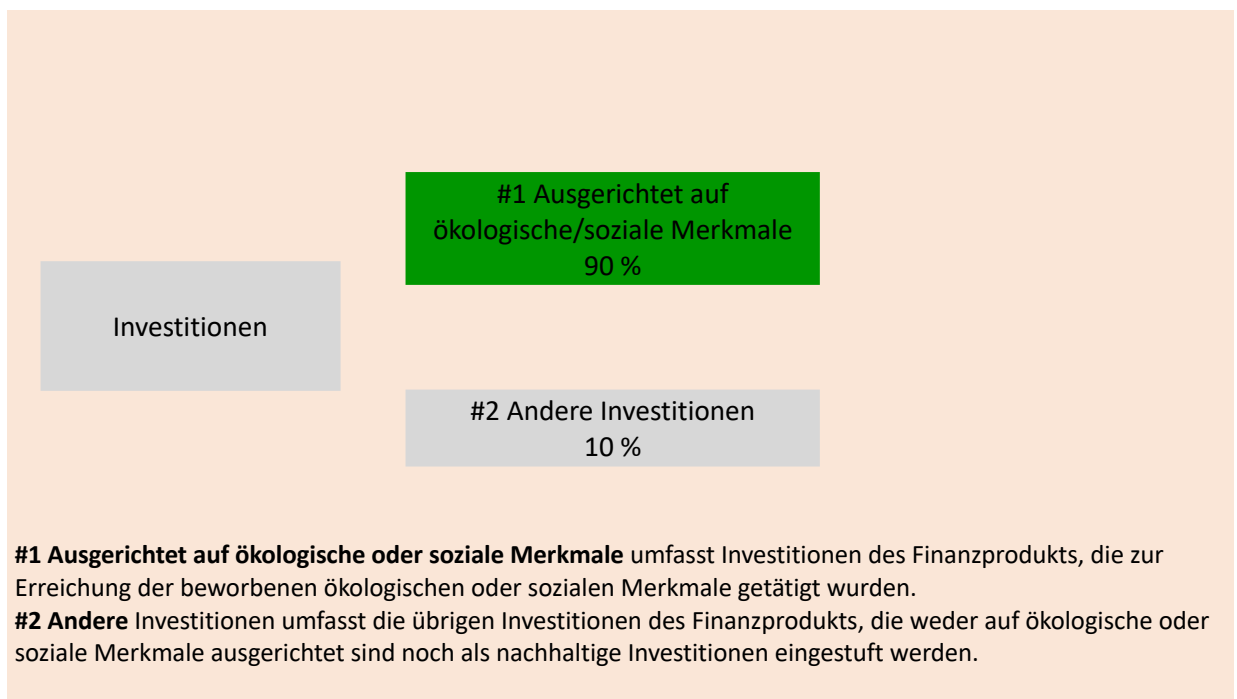 #1 Ausgerichtet auf
ökologische/soziale Merkmale
90 %
Investitionen
#2 Andere Investitionen
10 %
#1 Ausgerichtet auf ökologische oder soziale Merkmale umfasst Investitionen des Finanzprodukts, die zur
Erreichung der beworbenen ökologischen oder sozialen Merkmale getätigt wurden.
#2 Andere Investitionen umfasst die übrigen Investitionen des Finanzprodukts, die weder auf ökologische oder
soziale Merkmale ausgerichtet sind noch als nachhaltige Investitionen eingestuft werden.